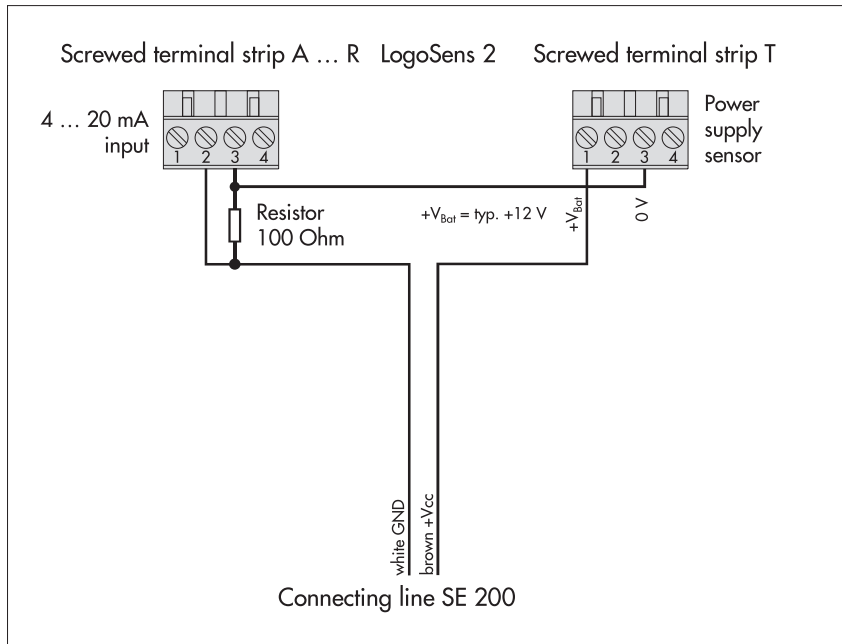 Screwed terminal strip A … R LogoSens 2 Screwed terminal strip T
4 … 20 mA
input
1 2 3 4
1 2 3 4
Power
supply
sensor
Resistor
100 Ohm
+VBat = typ. +12 V
+VBat
0 V
white GND
brown +Vcc
Connecting line SE 200